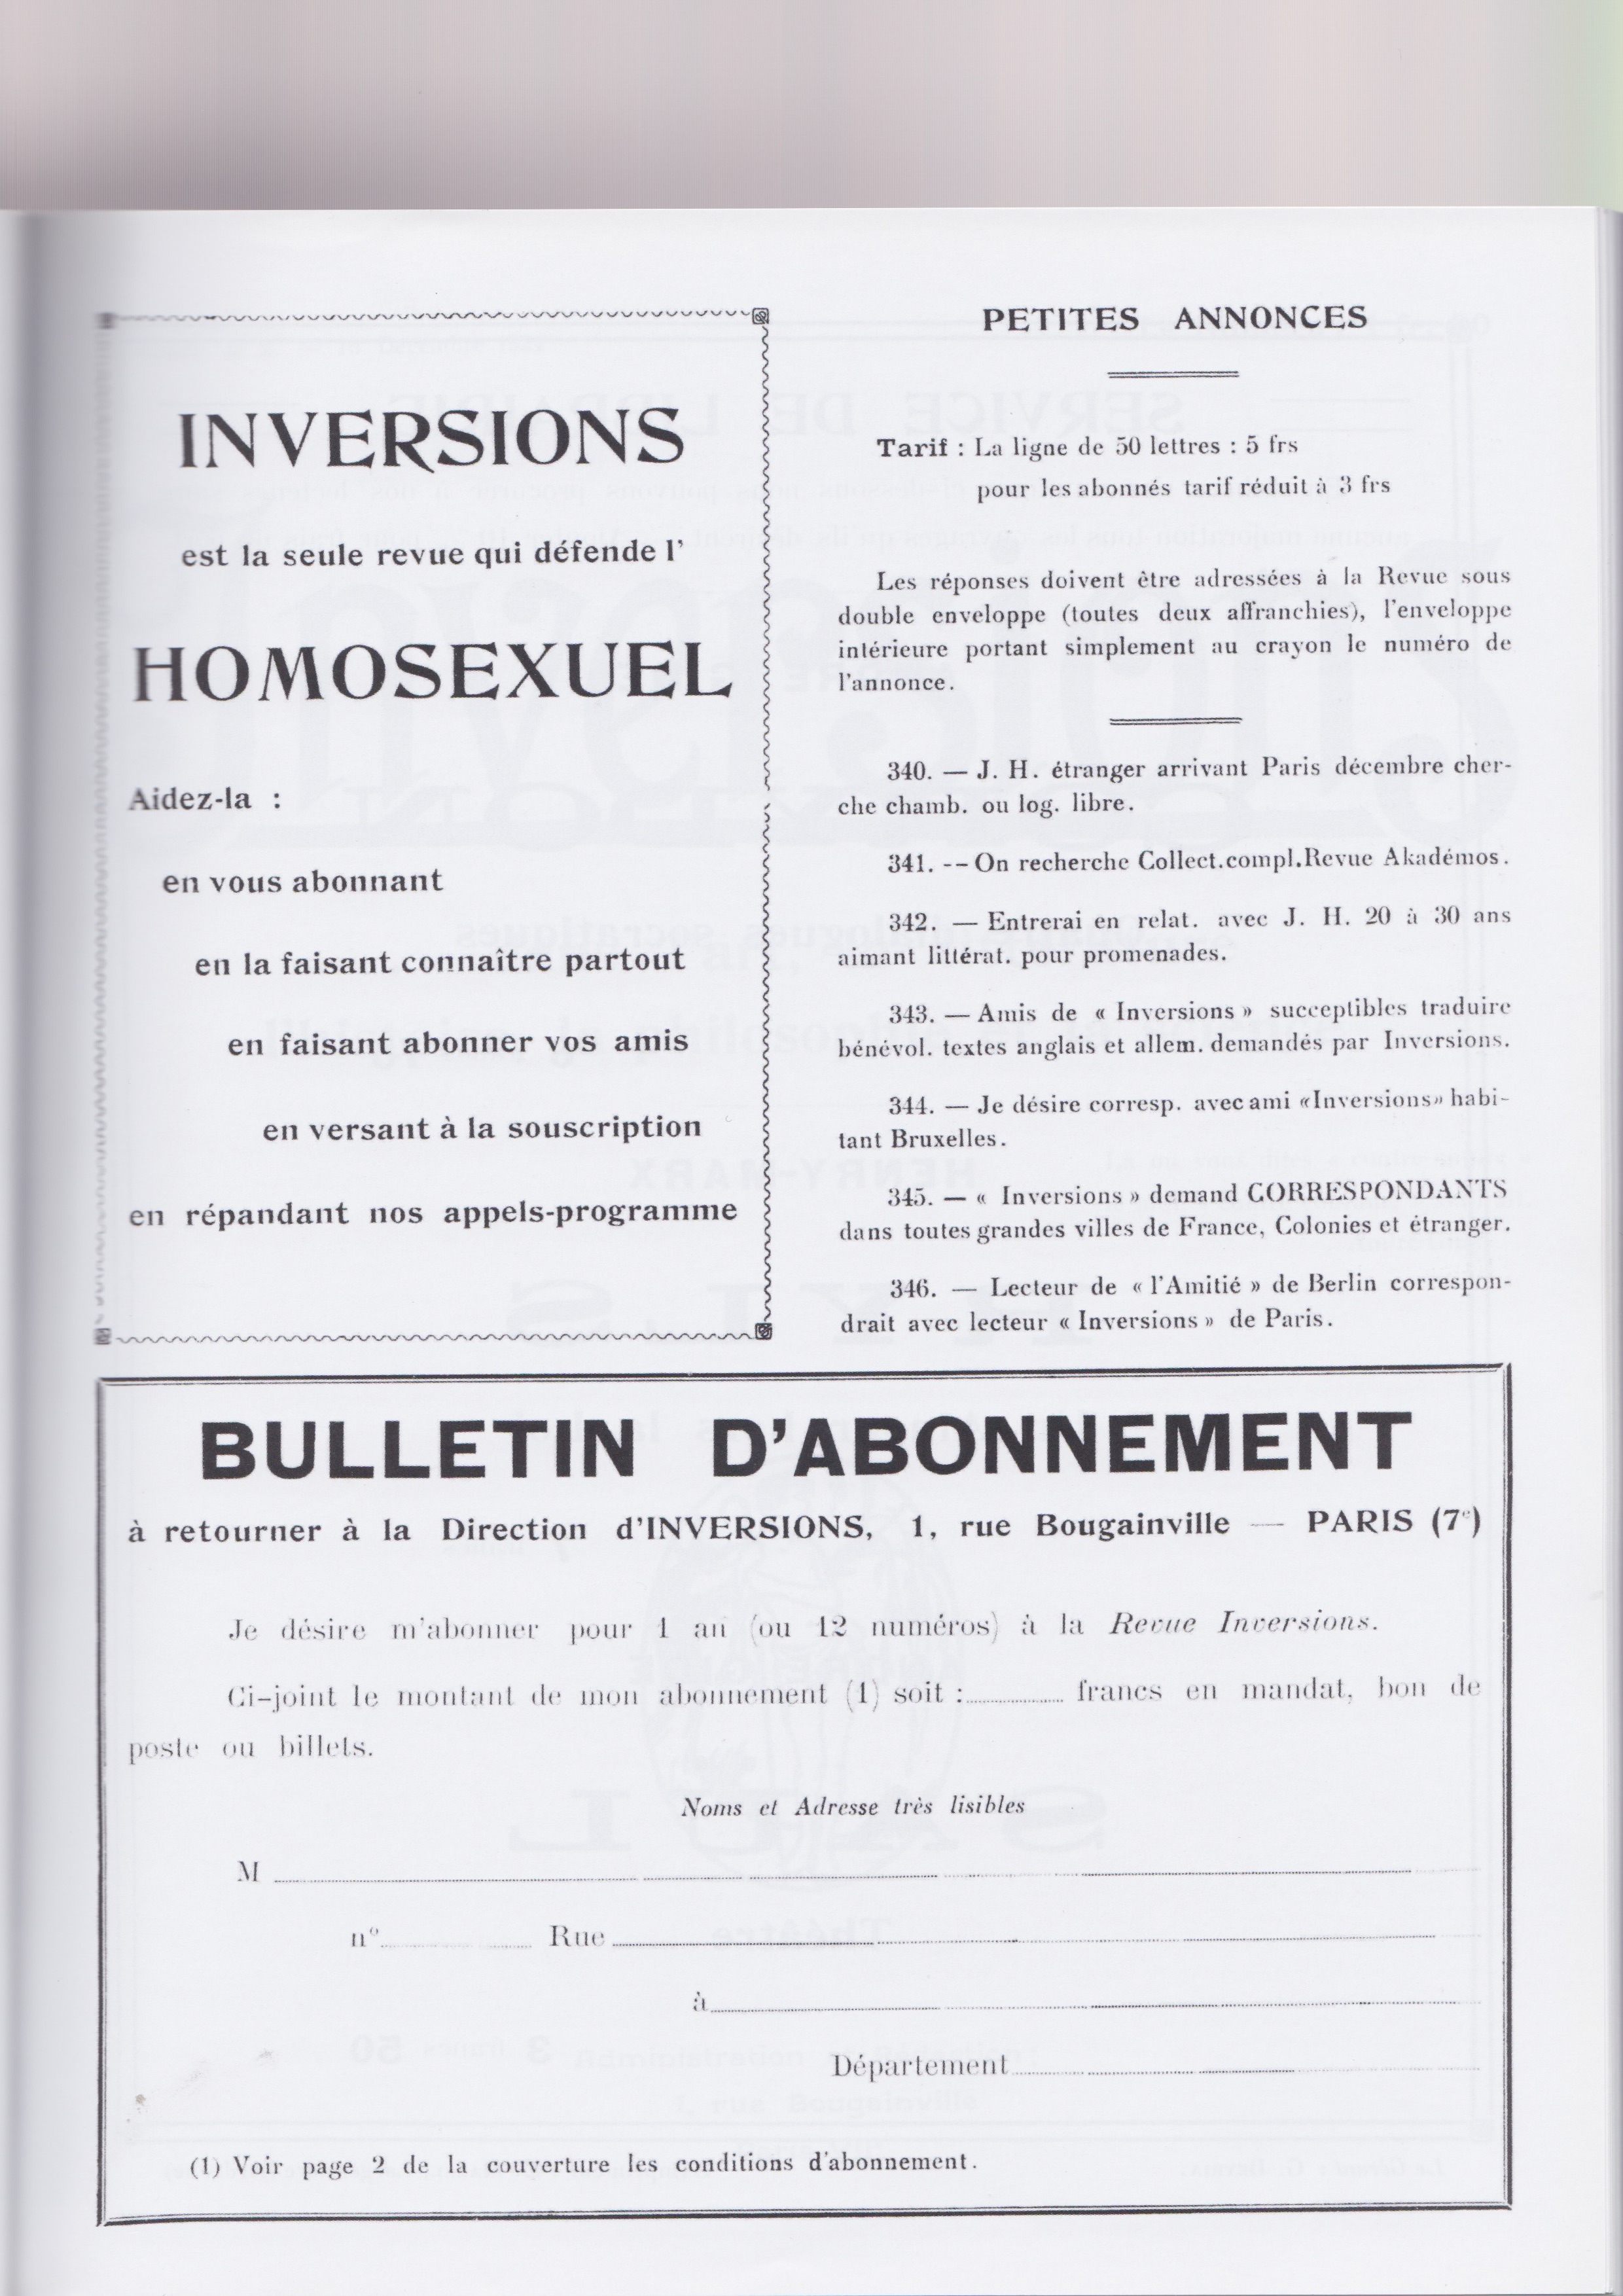 INVERSIONS
est la seule revue qui défende l'
HOMOSEXUEL
Aidez-la :
en vous abonnant
en la faisant connaître partout
en faisant abonner vos amis
en versant à la souscription
en répandant nos appels-programme
PETITES ANNONCES
Tarif : La ligne de 50 lettres : 5 frs
pour les abonnés tarif réduit à 3 frs
Les réponses doivent être adressées à la Revue sous
double enveloppe (toutes deux affranchies), l'enveloppe
intérieure portant simplement au crayon le numéro de
l'annonce.
340. — J. H. étranger arrivant Paris décembre cher-
che chamb. ou log. libre.
341. -- On recherche Collect.compl.Revue Akadémos.
342. — Entrerai en relat. avec J. H. 20 à 30 ans
aimant littérat. pour promenades.
343. — Amis de « Inversions » succeptibles traduire
bénévol. textes anglais et allem. demandés par Inversions.
344. — Je désire corresp. avec ami «Inversions» habi-
tant Bruxelles.
345. — « Inversions » demand CORRESPONDANTS
dans toutes grandes villes de France, Colonies et étranger.
346. — Lecteur de « l'Amitié » de Berlin correspon-
drait avec lecteur « Inversions » de Paris.
BULLETIN D'ABONNEMENT
à retourner à la Direction d'INVERSIONS, 1, rue Bougainville — PARIS (7e)
Je désire m'abonner pour 1 an (ou 12 numéros) à la Revue Inversions.
Ci-joint le montant de mon abonnement (1) soit :............ francs en mandat, bon de
poste ou billets.
Noms et Adresse très lisibles
M
n° Rue
à
Département
(1) Voir page 2 de la couverture les conditions d'abonnement.